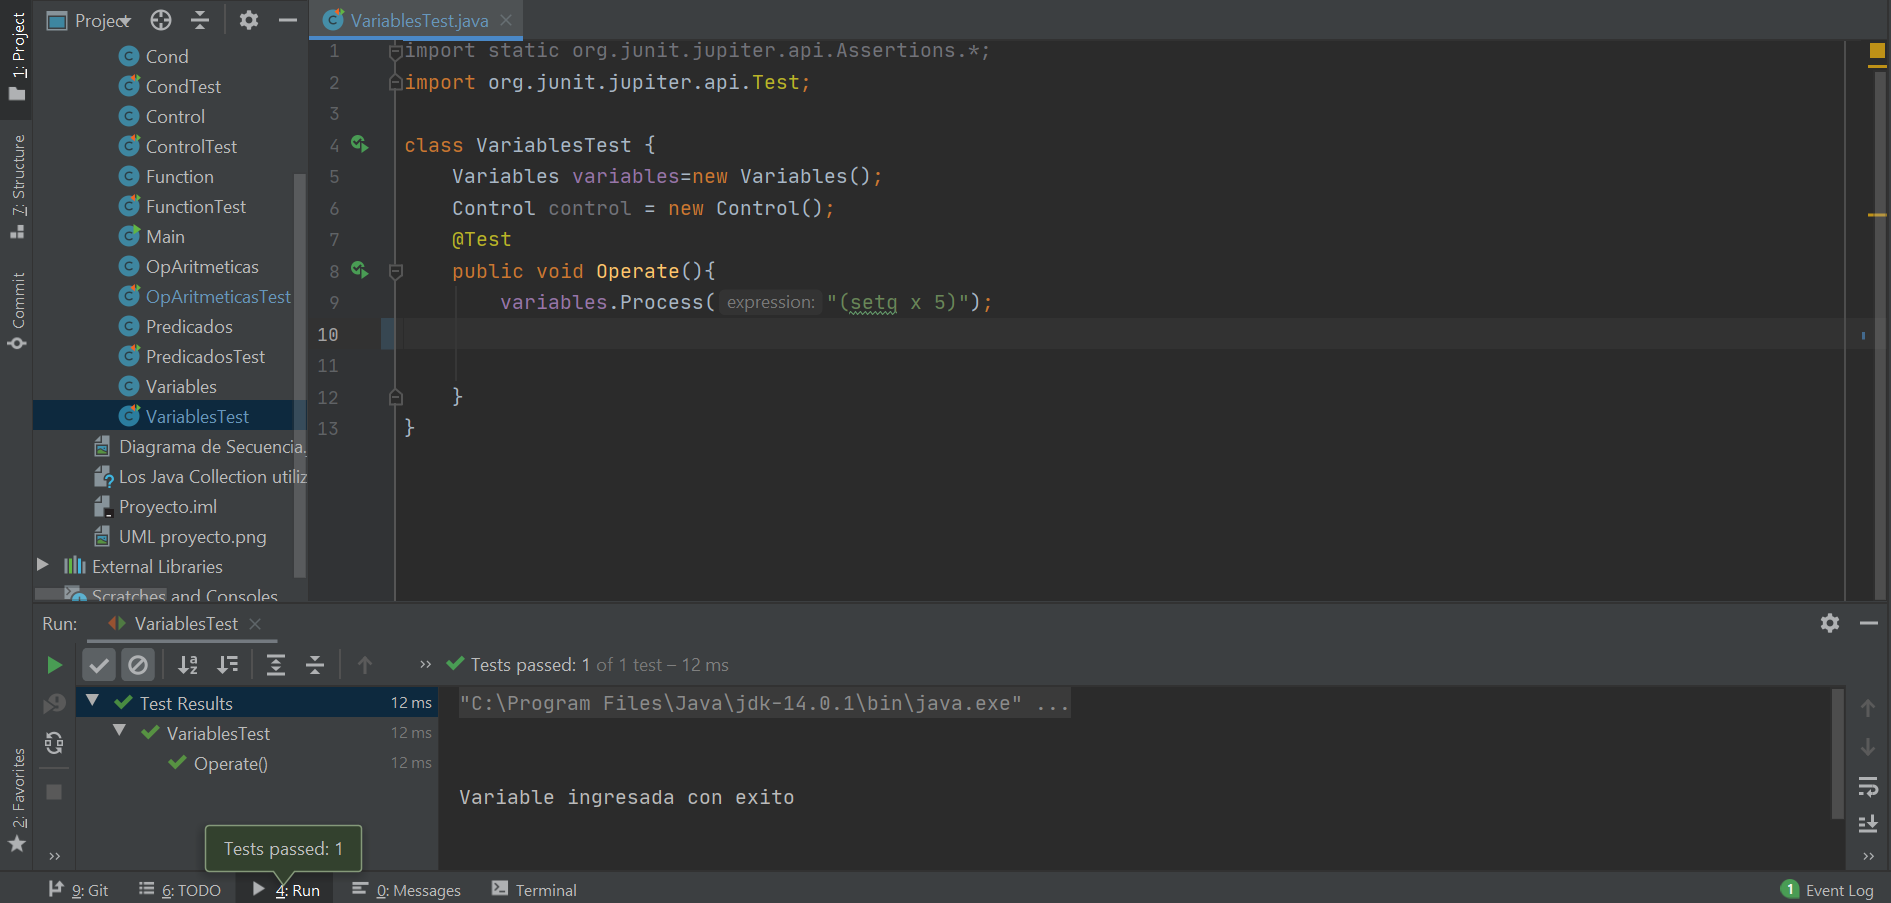 Project
VariablesTest.java
1: Project
7: Structure
Commit
2: Favorites
Cond
CondTest
Control
ControlTest
Function
FunctionTest
Main
OpAritmeticas
OpAritmeticasTest
Predicados
PredicadosTest
Variables
VariablesTest
Diagrama de Secuencia.
Los Java Collection utiliz
Proyecto.iml
UML proyecto.png
External Libraries
Scratches and Consoles
1 import static org.junit.jupiter.api.Assertions.*;
2 import org.junit.jupiter.api.Test;
3
4 class VariablesTest {
5 Variables variables=new Variables();
6 Control control = new Control();
7 @Test
8 public void Operate(){
9 variables.Process( expression: "(setq x 5)");
10
11
12 }
13 }
Run: VariablesTest
Tests passed: 1 of 1 test – 12 ms
Test Results 12 ms
VariablesTest 12 ms
Operate() 12 ms
"C:\Program Files\Java\jdk-14.0.1\bin\java.exe" ...
Variable ingresada con exito
Tests passed: 1
9: Git
6: TODO
4: Run
0: Messages
Terminal
1 Event Log